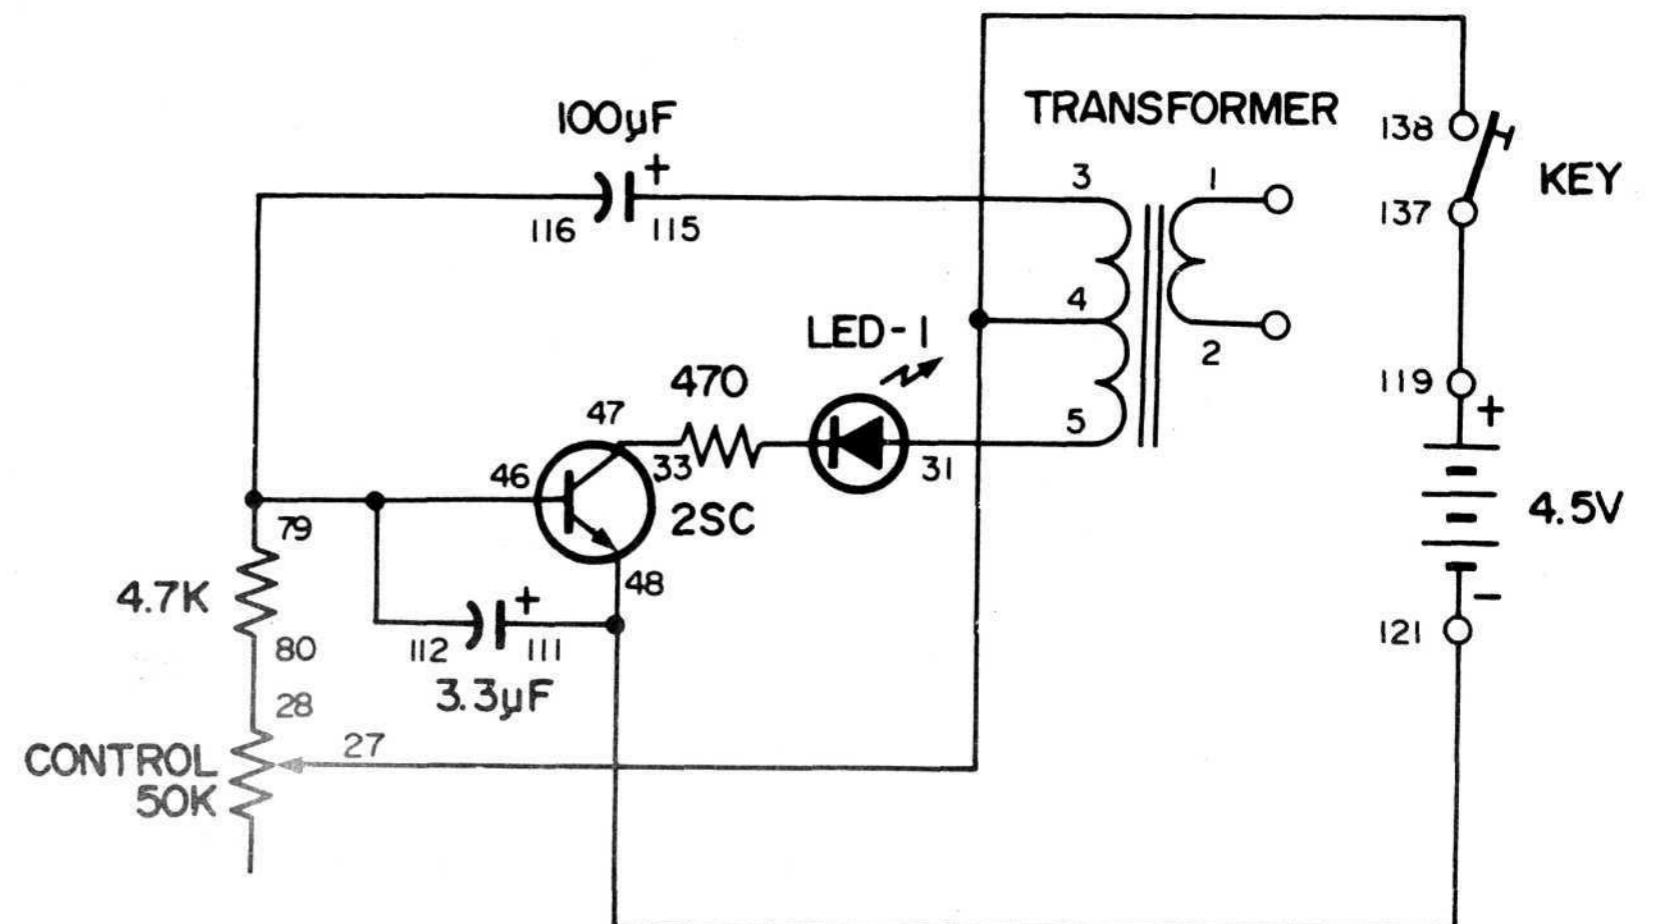 TRANSFORMER
100µF
+
138
KEY
3
1
116
115
137
4
LED-1
2
119
+
470
47
5
46
33
31
2SC
4.5V
79
48
4.7K
+
-
80
112
111
121
3.3µF
28
27
CONTROL
50K